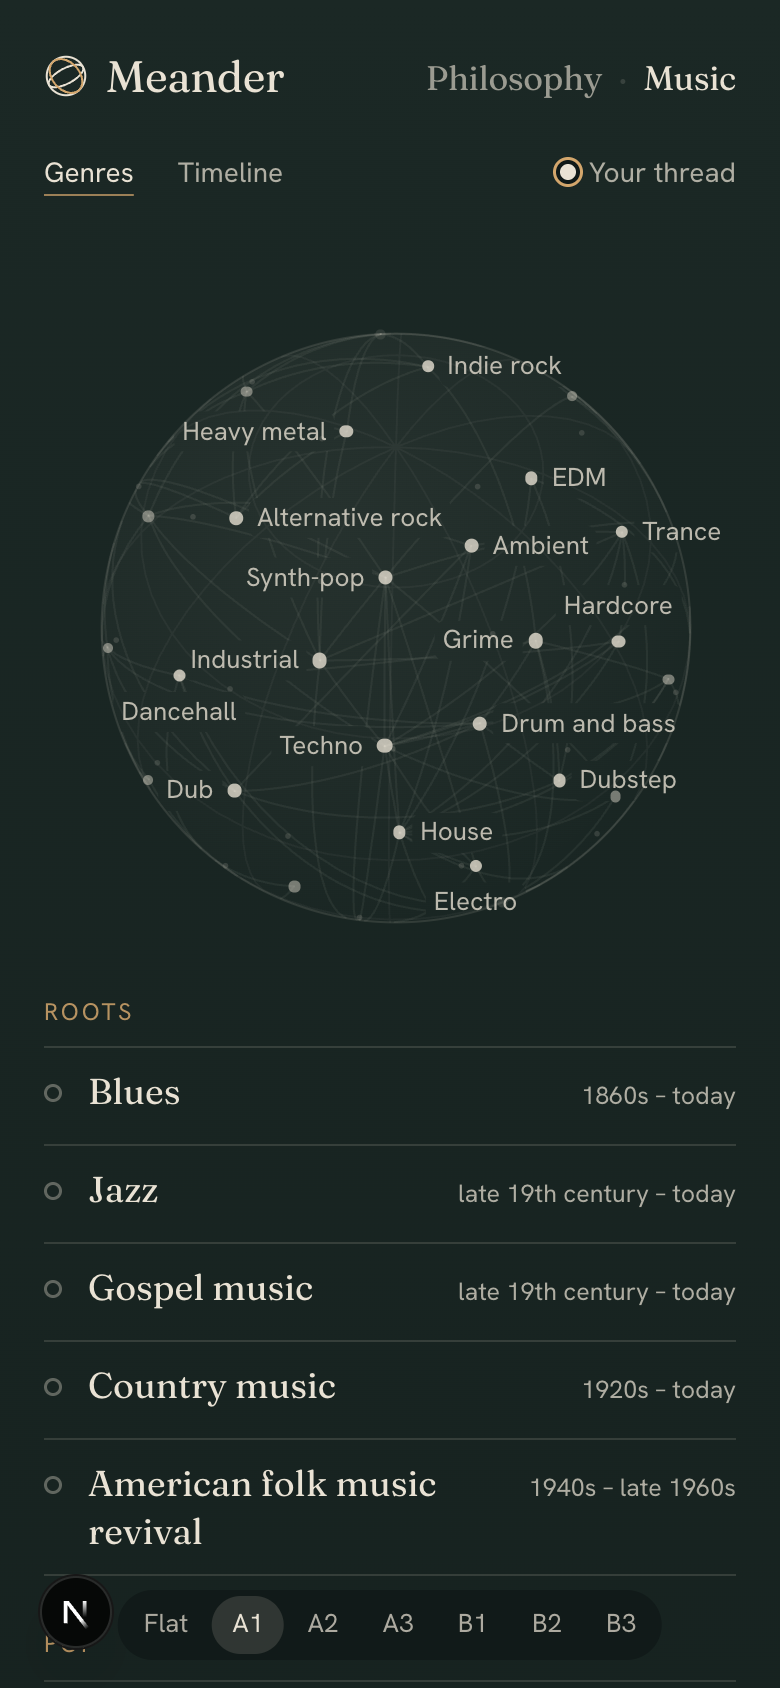 Meander
Philosophy · Music
Genres
Timeline
Your thread
Indie rock
Heavy metal
EDM
Alternative rock
Trance
Ambient
Synth-pop
Hardcore
Grime
Industrial
Dancehall
Drum and bass
Techno
Dubstep
Dub
House
Electro
ROOTS
Blues
1860s – today
Jazz
late 19th century – today
Gospel music
late 19th century – today
Country music
1920s – today
American folk music
revival
1940s – late 1960s
N
Flat A1 A2 A3 B1 B2 B3